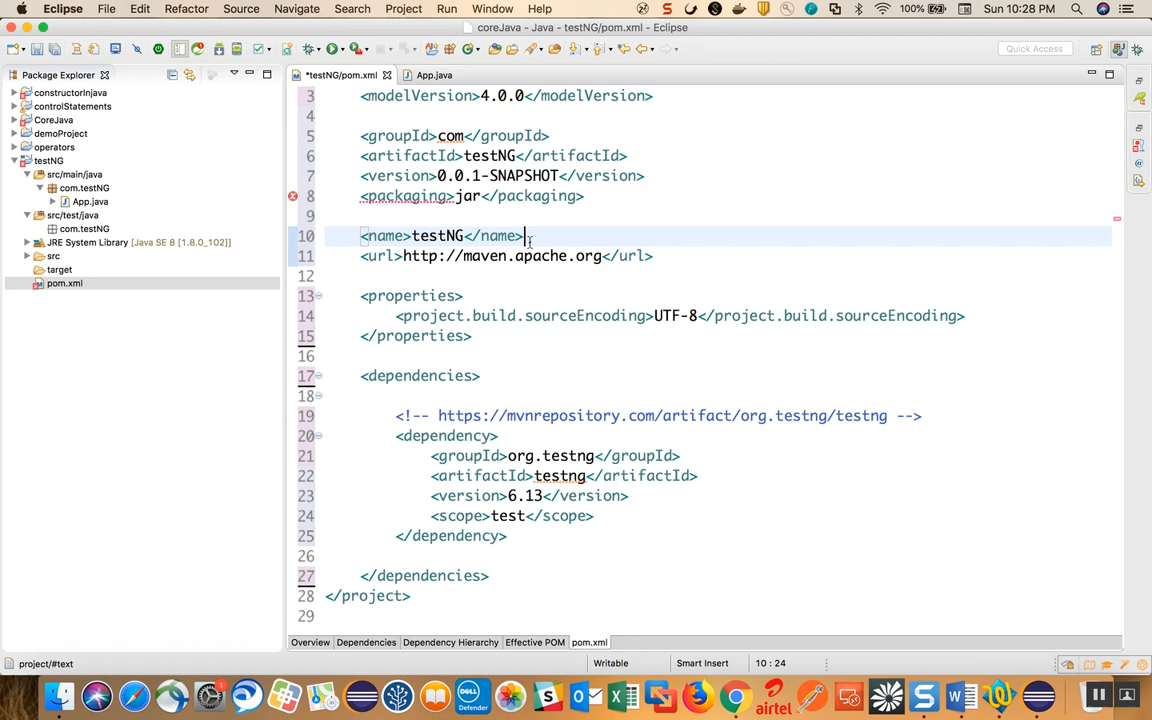 Eclipse File Edit Refactor Source Navigate Search Project Run Window Help 100% Sun 10:28 PM
coreJava - Java - testNG/pom.xml - Eclipse
Quick Access
Package Explorer
constructorInjava
controlStatements
CoreJava
demoProject
operators
testNG
src/main/java
com.testNG
App.java
src/test/java
com.testNG
JRE System Library [Java SE 8 [1.8.0_102]]
src
target
pom.xml
*testNG/pom.xml App.java
3 <modelVersion>4.0.0</modelVersion>
4
5 <groupId>com</groupId>
6 <artifactId>testNG</artifactId>
7 <version>0.0.1-SNAPSHOT</version>
8 <packaging>jar</packaging>
9
10 <name>testNG</name>
11 <url>http://maven.apache.org</url>
12
13 <properties>
14 <project.build.sourceEncoding>UTF-8</project.build.sourceEncoding>
15 </properties>
16
17 <dependencies>
18
19 <!-- https://mvnrepository.com/artifact/org.testng/testng -->
20 <dependency>
21 <groupId>org.testng</groupId>
22 <artifactId>testng</artifactId>
23 <version>6.13</version>
24 <scope>test</scope>
25 </dependency>
26
27 </dependencies>
28 </project>
29
Overview Dependencies Dependency Hierarchy Effective POM pom.xml
project/#text Writable Smart Insert 10 : 24
DELL
Defender
airtel